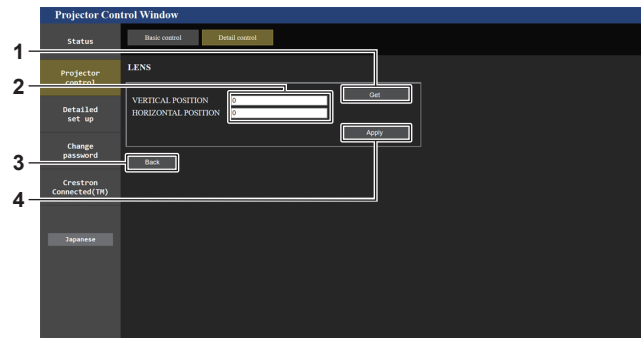 Projector Control Window
Status
Basic control
Detail control
1
Projector
control
LENS
2
VERTICAL POSITION
0
Get
HORIZONTAL POSITION
0
Detailed
set up
Apply
Change
password
3
Back
Crestron
Connected(TM)
4
Japanese